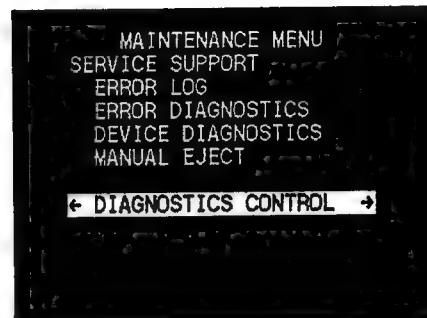 MAINTENANCE MENU
SERVICE SUPPORT
ERROR LOG
ERROR DIAGNOSTICS
DEVICE DIAGNOSTICS
MANUAL EJECT
← DIAGNOSTICS CONTROL →